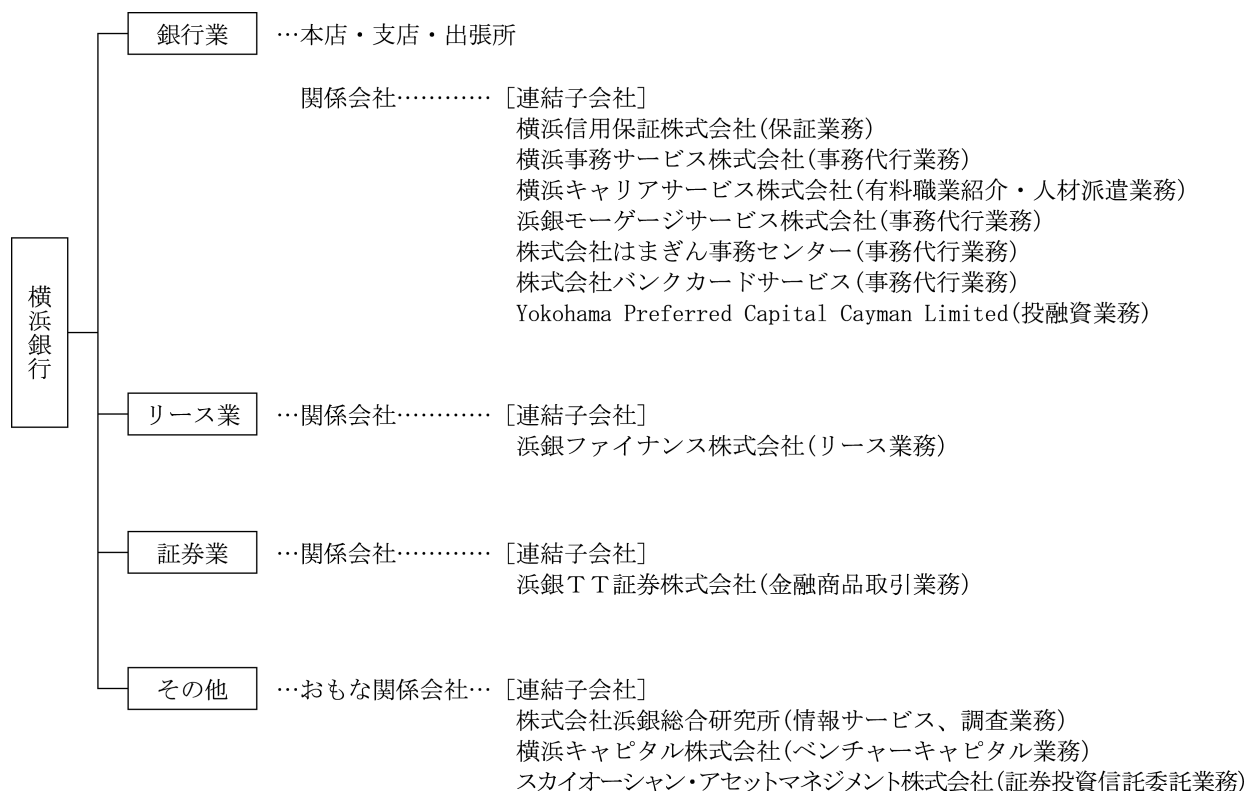 銀行業 …本店・支店・出張所
関係会社………… [連結子会社]
横浜信用保証株式会社(保証業務)
横浜事務サービス株式会社(事務代行業務)
横浜キャリアサービス株式会社(有料職業紹介・人材派遣業務)
浜銀モーゲージサービス株式会社(事務代行業務)
株式会社はまぎん事務センター(事務代行業務)
株式会社バンクカードサービス(事務代行業務)
Yokohama Preferred Capital Cayman Limited(投融資業務)
横浜銀行
リース業 …関係会社………… [連結子会社]
浜銀ファイナンス株式会社(リース業務)
証券業 …関係会社………… [連結子会社]
浜銀TT証券株式会社(金融商品取引業務)
その他 …おもな関係会社… [連結子会社]
株式会社浜銀総合研究所(情報サービス、調査業務)
横浜キャピタル株式会社(ベンチャーキャピタル業務)
スカイオーシャン・アセットマネジメント株式会社(証券投資信託委託業務)